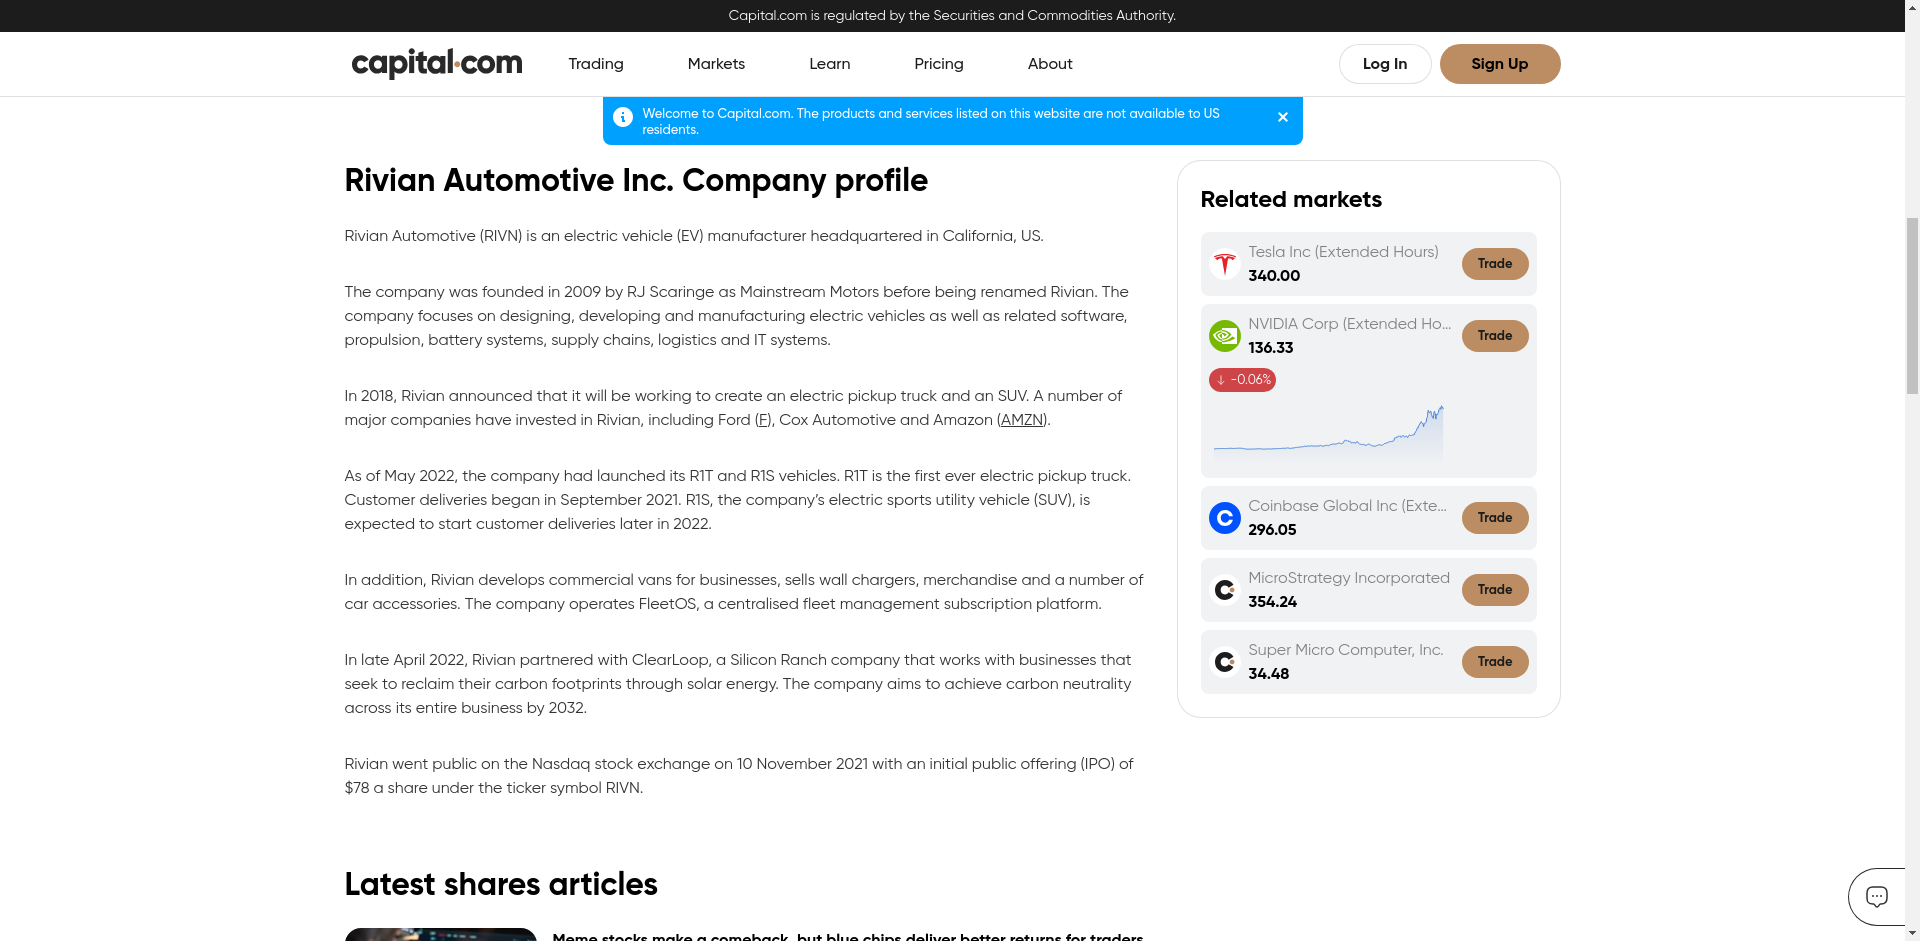 Capital.com is regulated by the Securities and Commodities Authority.
capital.com
Trading
Markets
Learn
Pricing
About
Log In
Sign Up
Welcome to Capital.com. The products and services listed on this website are not available to US
residents.
Rivian Automotive Inc. Company profile
Rivian Automotive (RIVN) is an electric vehicle (EV) manufacturer headquartered in California, US.
The company was founded in 2009 by RJ Scaringe as Mainstream Motors before being renamed Rivian. The
company focuses on designing, developing and manufacturing electric vehicles as well as related software,
propulsion, battery systems, supply chains, logistics and IT systems.
In 2018, Rivian announced that it will be working to create an electric pickup truck and an SUV. A number of
major companies have invested in Rivian, including Ford (F), Cox Automotive and Amazon (AMZN).
As of May 2022, the company had launched its R1T and R1S vehicles. R1T is the first ever electric pickup truck.
Customer deliveries began in September 2021. R1S, the company’s electric sports utility vehicle (SUV), is
expected to start customer deliveries later in 2022.
In addition, Rivian develops commercial vans for businesses, sells wall chargers, merchandise and a number of
car accessories. The company operates FleetOS, a centralised fleet management subscription platform.
In late April 2022, Rivian partnered with ClearLoop, a Silicon Ranch company that works with businesses that
seek to reclaim their carbon footprints through solar energy. The company aims to achieve carbon neutrality
across its entire business by 2032.
Rivian went public on the Nasdaq stock exchange on 10 November 2021 with an initial public offering (IPO) of
$78 a share under the ticker symbol RIVN.
Related markets
Tesla Inc (Extended Hours)
340.00
Trade
NVIDIA Corp (Extended Ho...
136.33
Trade
-0.06%
Coinbase Global Inc (Exte...
296.05
Trade
MicroStrategy Incorporated
354.24
Trade
Super Micro Computer, Inc.
34.48
Trade
Latest shares articles
Meme stocks make a comeback, but blue chips deliver better returns for traders